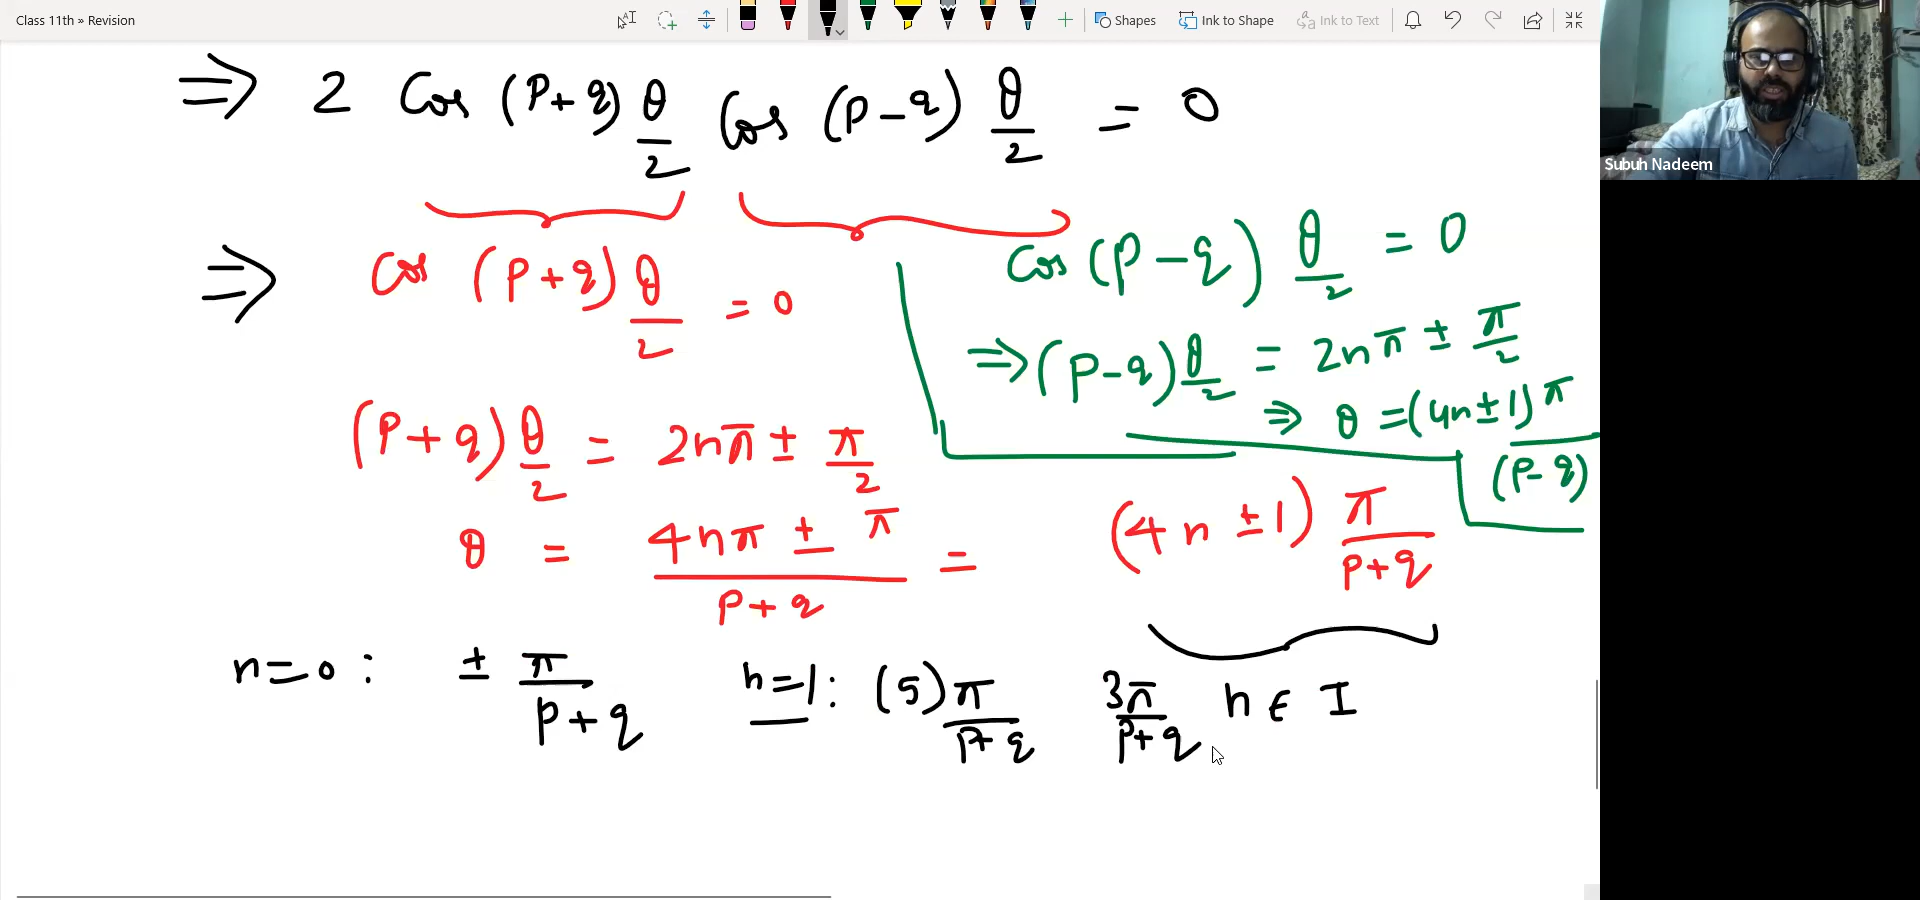 Class 11th » Revision
Shapes
Ink to Shape
Ink to Text
Subuh Nadeem
⇒ 2 Cos (P+q) θ/2 Cos (P-q) θ/2 = 0
⇒ Cos (P+q) θ/2 = 0
Cos (P-q) θ/2 = 0
⇒ (P-q) θ/2 = 2nπ ± π/2
⇒ θ = (4n±1) π/(P-q)
(P+q) θ/2 = 2nπ ± π/2
θ = 4nπ ± π / P+q = (4n ±1) π/P+q
n=0 : ± π/P+q n=1 : (5) π/P+q 3π/P+q n ∈ I